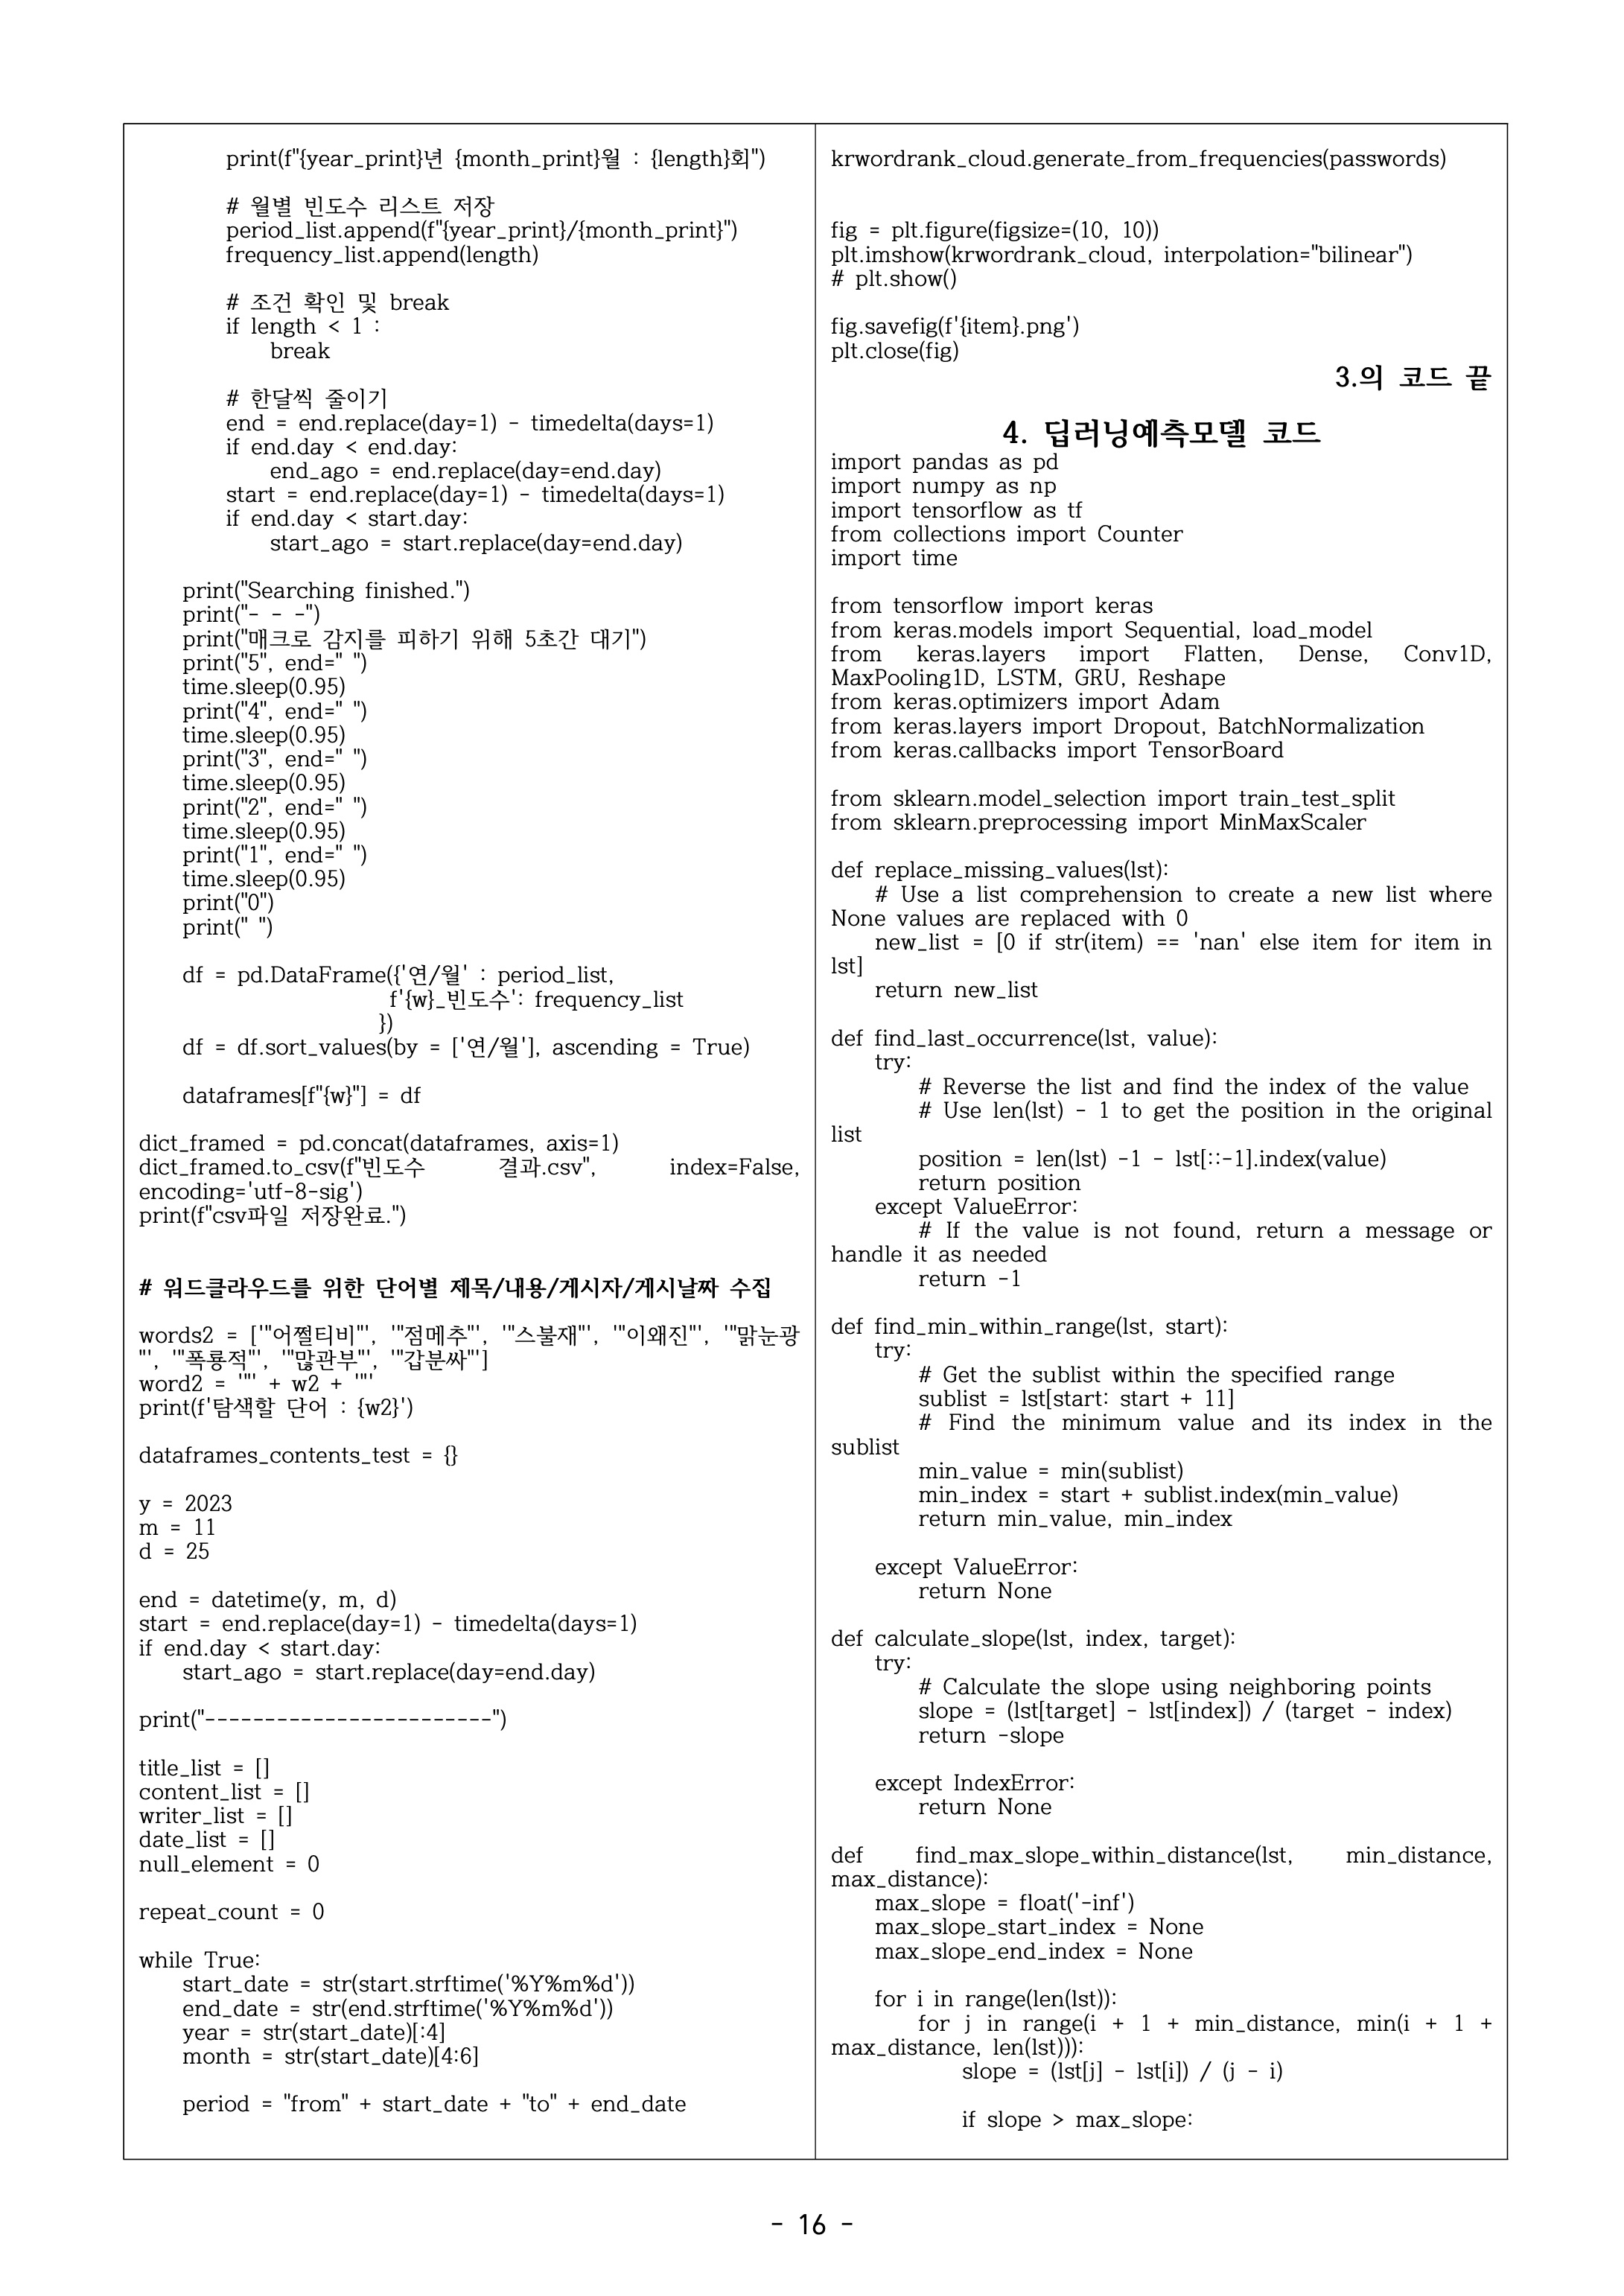 print(f"{year_print}년 {month_print}월 : {length}회")
# 월별 빈도수 리스트 저장
period_list.append(f"{year_print}/{month_print}")
frequency_list.append(length)
# 조건 확인 및 break
if length < 1 :
break
# 한달씩 줄이기
end = end.replace(day=1) - timedelta(days=1)
if end.day < end.day:
end_ago = end.replace(day=end.day)
start = end.replace(day=1) - timedelta(days=1)
if end.day < start.day:
start_ago = start.replace(day=end.day)
print("Searching finished.")
print("- - -")
print("매크로 감지를 피하기 위해 5초간 대기")
print("5", end=" ")
time.sleep(0.95)
print("4", end=" ")
time.sleep(0.95)
print("3", end=" ")
time.sleep(0.95)
print("2", end=" ")
time.sleep(0.95)
print("1", end=" ")
time.sleep(0.95)
print("0")
print(" ")
df = pd.DataFrame({'연/월' : period_list,
f'{w}_빈도수': frequency_list
})
df = df.sort_values(by = ['연/월'], ascending = True)
dataframes[f"{w}"] = df
dict_framed = pd.concat(dataframes, axis=1)
dict_framed.to_csv(f"빈도수 결과.csv", index=False,
encoding='utf-8-sig')
print(f"csv파일 저장완료.")
# 워드클라우드를 위한 단어별 제목/내용/게시자/게시날짜 수집
words2 = ['"어쩔티비"', '"점메추"', '"스불재"', '"이왜진"', '"맑눈광
"', '"폭룡적"', '"많관부"', '"갑분싸"']
word2 = '"' + w2 + '"'
print(f'탐색할 단어 : {w2}')
dataframes_contents_test = {}
y = 2023
m = 11
d = 25
end = datetime(y, m, d)
start = end.replace(day=1) - timedelta(days=1)
if end.day < start.day:
start_ago = start.replace(day=end.day)
print("------------------------")
title_list = []
content_list = []
writer_list = []
date_list = []
null_element = 0
repeat_count = 0
while True:
start_date = str(start.strftime('%Y%m%d'))
end_date = str(end.strftime('%Y%m%d'))
year = str(start_date)[:4]
month = str(start_date)[4:6]
period = "from" + start_date + "to" + end_date
krwordrank_cloud.generate_from_frequencies(passwords)
fig = plt.figure(figsize=(10, 10))
plt.imshow(krwordrank_cloud, interpolation="bilinear")
# plt.show()
fig.savefig(f'{item}.png')
plt.close(fig)
3.의 코드 끝
4. 딥러닝예측모델 코드
import pandas as pd
import numpy as np
import tensorflow as tf
from collections import Counter
import time
from tensorflow import keras
from keras.models import Sequential, load_model
from keras.layers import Flatten, Dense, Conv1D,
MaxPooling1D, LSTM, GRU, Reshape
from keras.optimizers import Adam
from keras.layers import Dropout, BatchNormalization
from keras.callbacks import TensorBoard
from sklearn.model_selection import train_test_split
from sklearn.preprocessing import MinMaxScaler
def replace_missing_values(lst):
# Use a list comprehension to create a new list where
None values are replaced with 0
new_list = [0 if str(item) == 'nan' else item for item in
lst]
return new_list
def find_last_occurrence(lst, value):
try:
# Reverse the list and find the index of the value
# Use len(lst) - 1 to get the position in the original
list
position = len(lst) -1 - lst[::-1].index(value)
return position
except ValueError:
# If the value is not found, return a message or
handle it as needed
return -1
def find_min_within_range(lst, start):
try:
# Get the sublist within the specified range
sublist = lst[start: start + 11]
# Find the minimum value and its index in the
sublist
min_value = min(sublist)
min_index = start + sublist.index(min_value)
return min_value, min_index
except ValueError:
return None
def calculate_slope(lst, index, target):
try:
# Calculate the slope using neighboring points
slope = (lst[target] - lst[index]) / (target - index)
return -slope
except IndexError:
return None
def find_max_slope_within_distance(lst, min_distance,
max_distance):
max_slope = float('-inf')
max_slope_start_index = None
max_slope_end_index = None
for i in range(len(lst)):
for j in range(i + 1 + min_distance, min(i + 1 +
max_distance, len(lst))):
slope = (lst[j] - lst[i]) / (j - i)
if slope > max_slope:
- 16 -